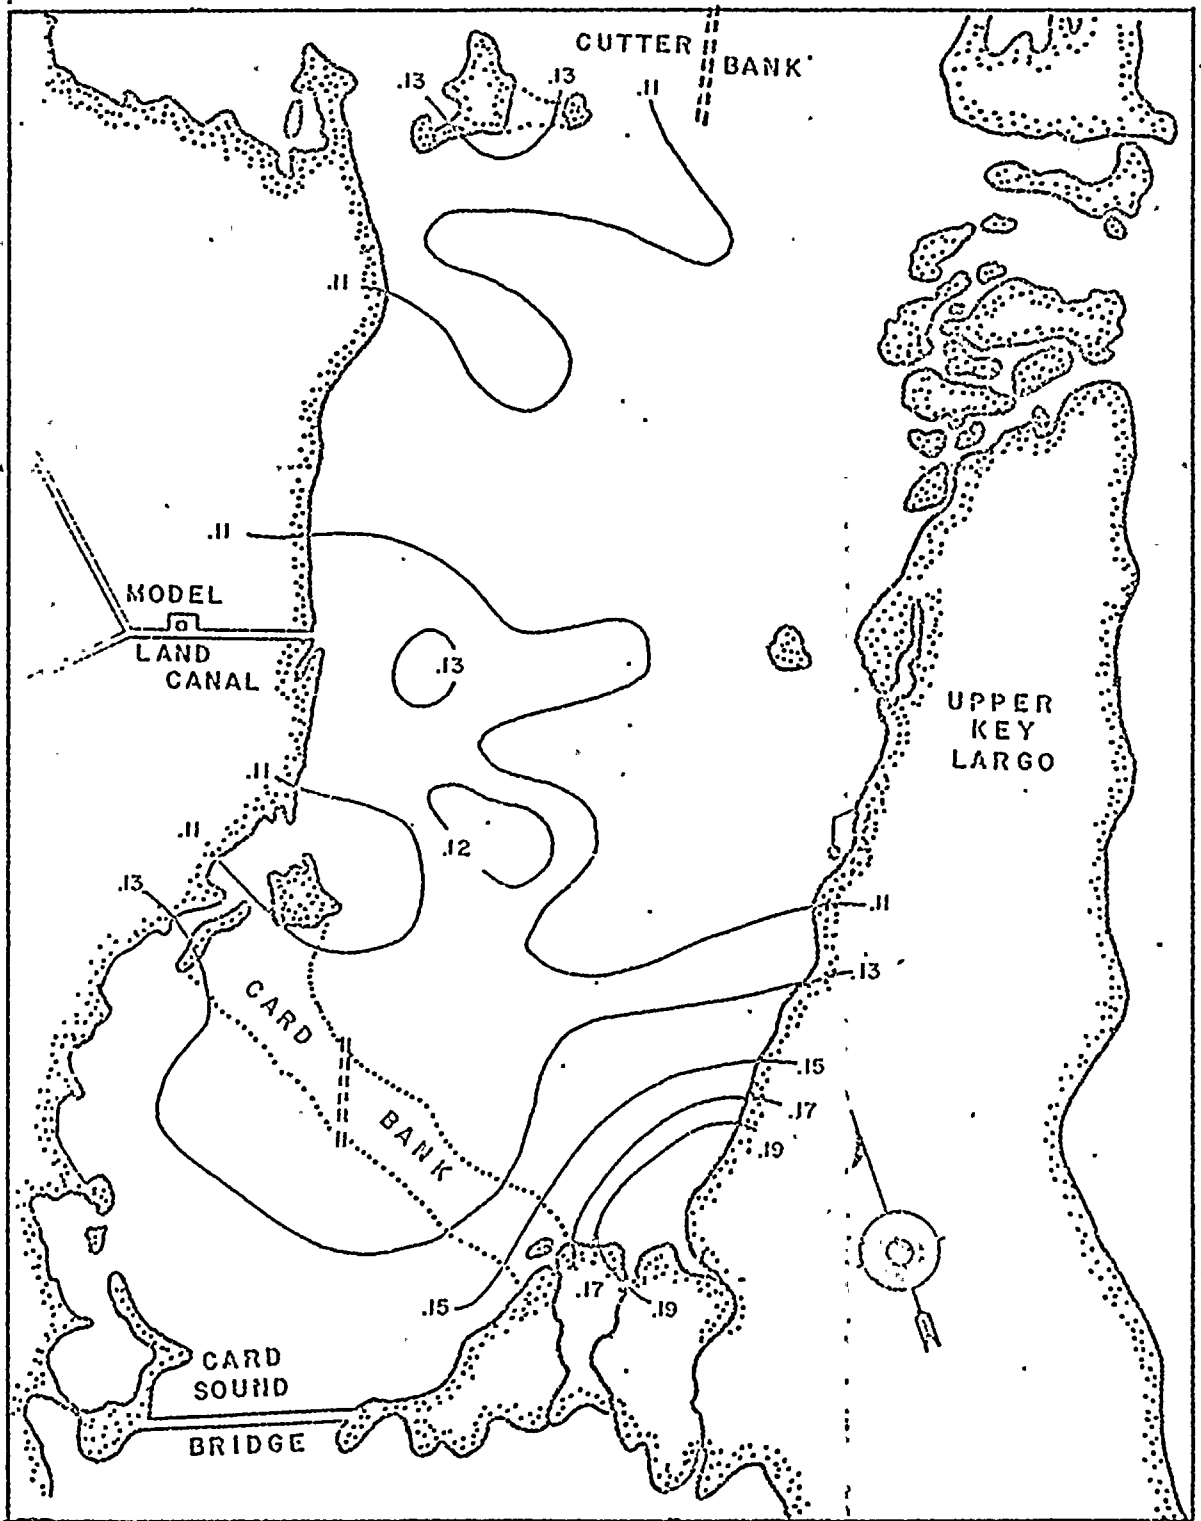 CUTTER
BANK
.13
.13
.11
.11
.11
MODEL
LAND
CANAL
.13
UPPER
KEY
LARGO
.11
.11
.12
.13
.11
.13
CARD
BANK
.15
.17
.19
.15
.17
.19
CARD
SOUND
BRIDGE